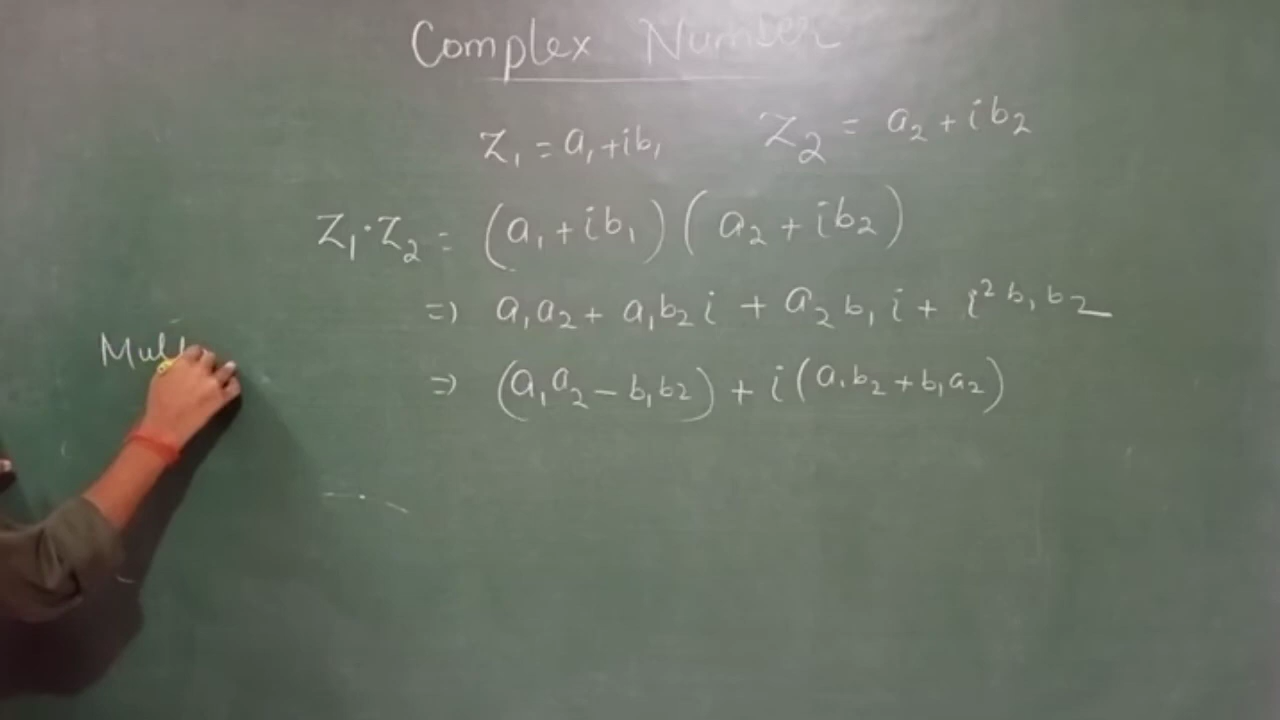 Complex Number
Z₁ = a₁+ib₁ Z₂ = a₂+ib₂
Z₁·Z₂ = (a₁+ib₁)(a₂+ib₂)
=) a₁a₂+ a₁b₂i + a₂b₁i + i²b₁b₂
=) (a₁a₂–b₁b₂) + i(a₁b₂+b₁a₂)